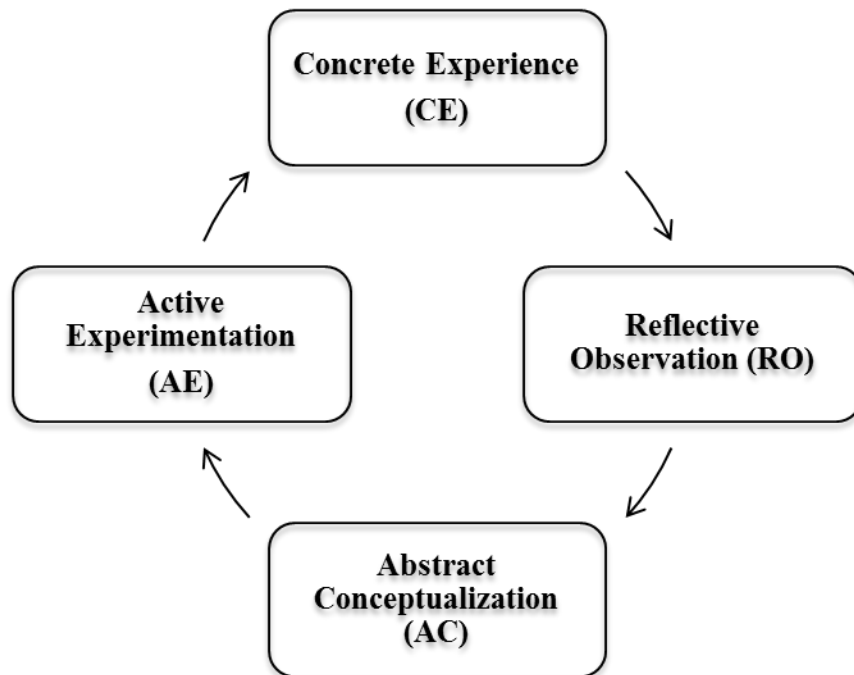 Concrete Experience
(CE)
Active
Experimentation
(AE)
Reflective
Observation (RO)
Abstract
Conceptualization
(AC)